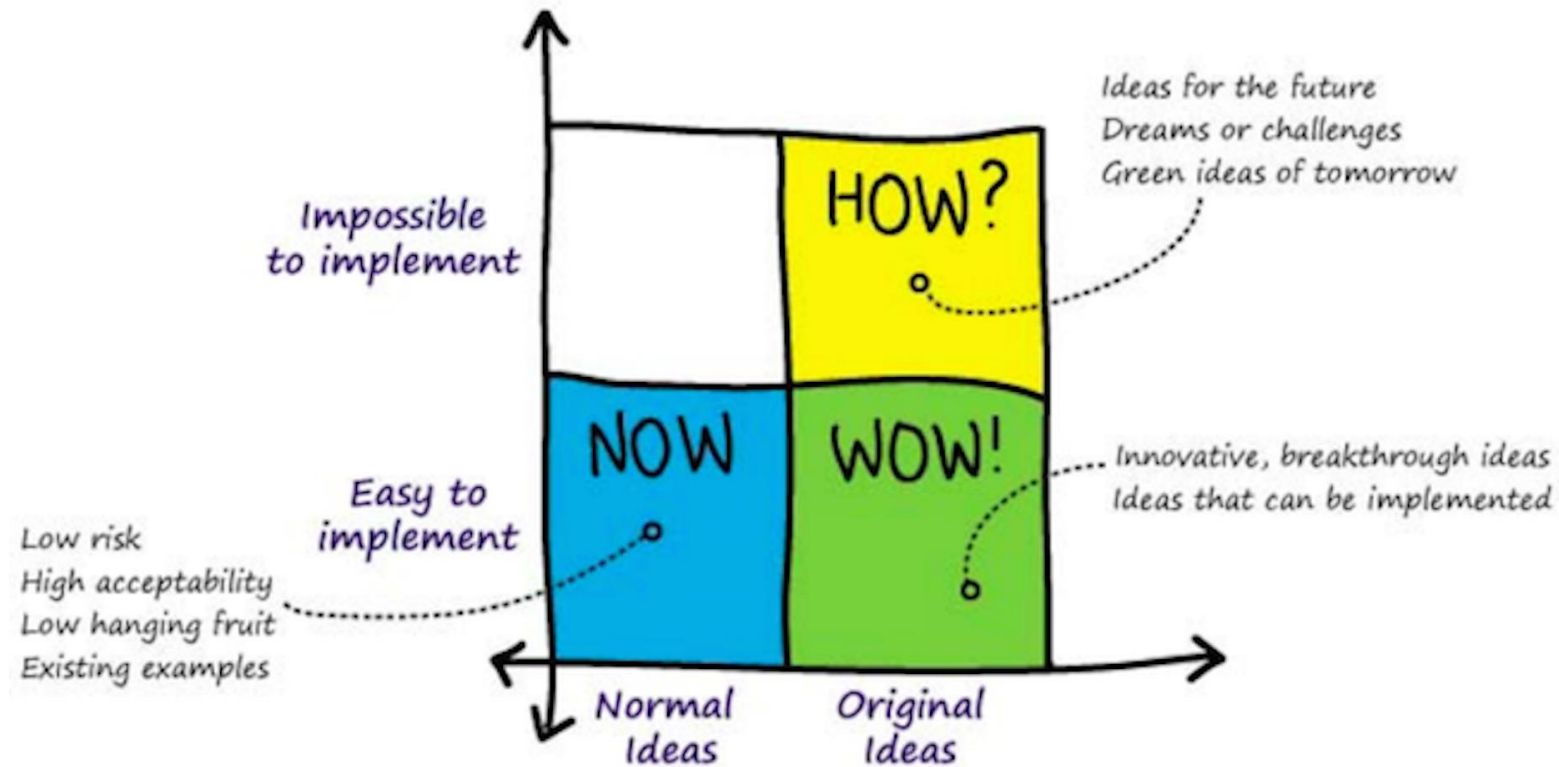 Ideas for the future
Dreams or challenges
Green ideas of tomorrow
HOW?
Impossible
to implement
NOW
WOW!
Innovative, breakthrough ideas
Ideas that can be implemented
Easy to
implement
Low risk
High acceptability
Low hanging fruit
Existing examples
Normal
Ideas
Original
Ideas